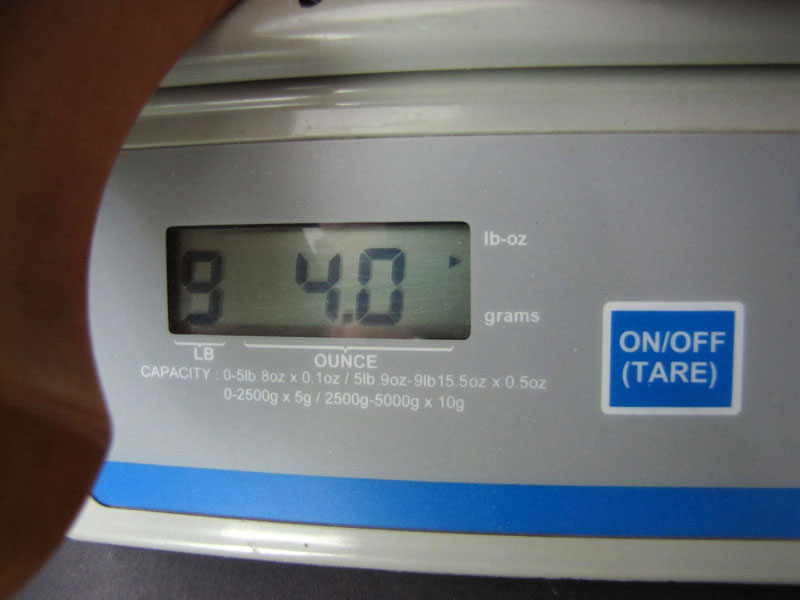 9 4.0
lb-oz
grams
LB
OUNCE
CAPACITY : 0-5lb.8oz x 0.1oz / 5lb.9oz-9lb15.5oz x 0.5oz
0-2500g x 5g / 2500g-5000g x 10g
ON/OFF
(TARE)